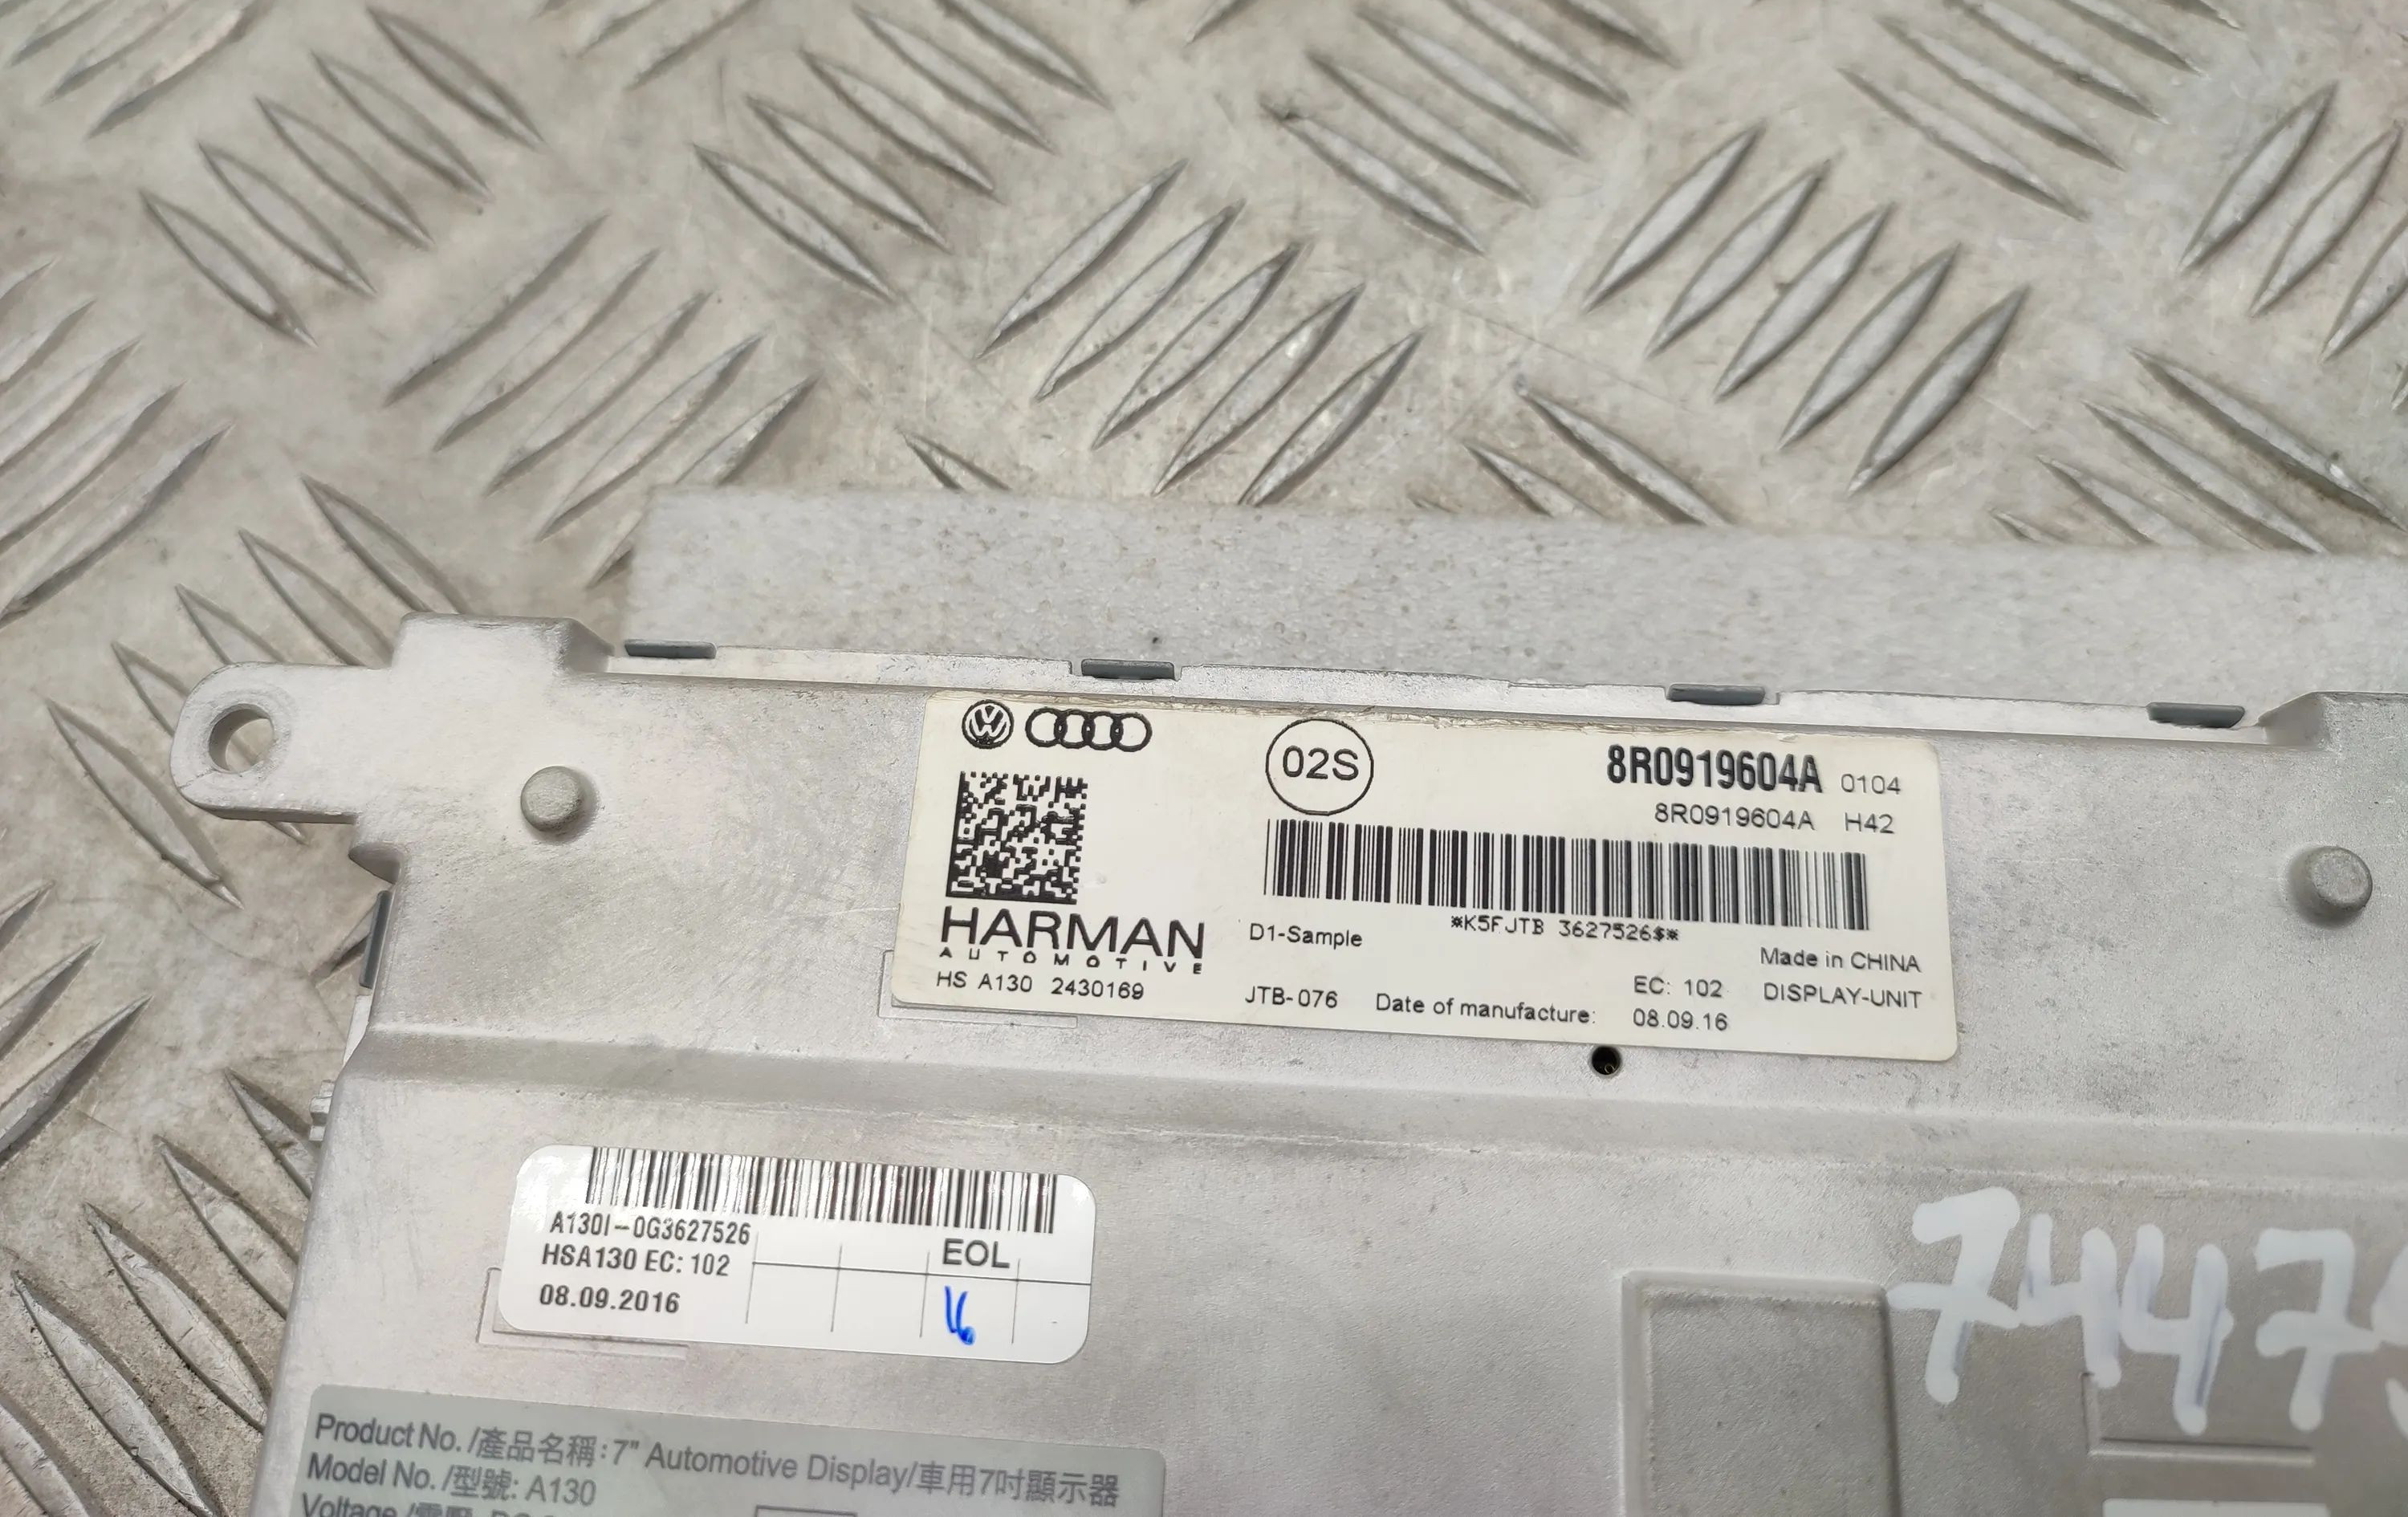 02S
8R0919604A 0104
8R0919604A H42
*K5FJTB 3627526$*
HARMAN
AUTOMOTIVE
HS A130 2430169
D1-Sample
Made in CHINA
JTB-076 Date of manufacture: 08.09.16
EC: 102 DISPLAY-UNIT
A130I-0G3627526
HSA130 EC: 102
EOL
08.09.2016
16
7447
Product No./產品名稱: 7" Automotive Display/車用7吋顯示器
Model No./型號: A130
Voltage